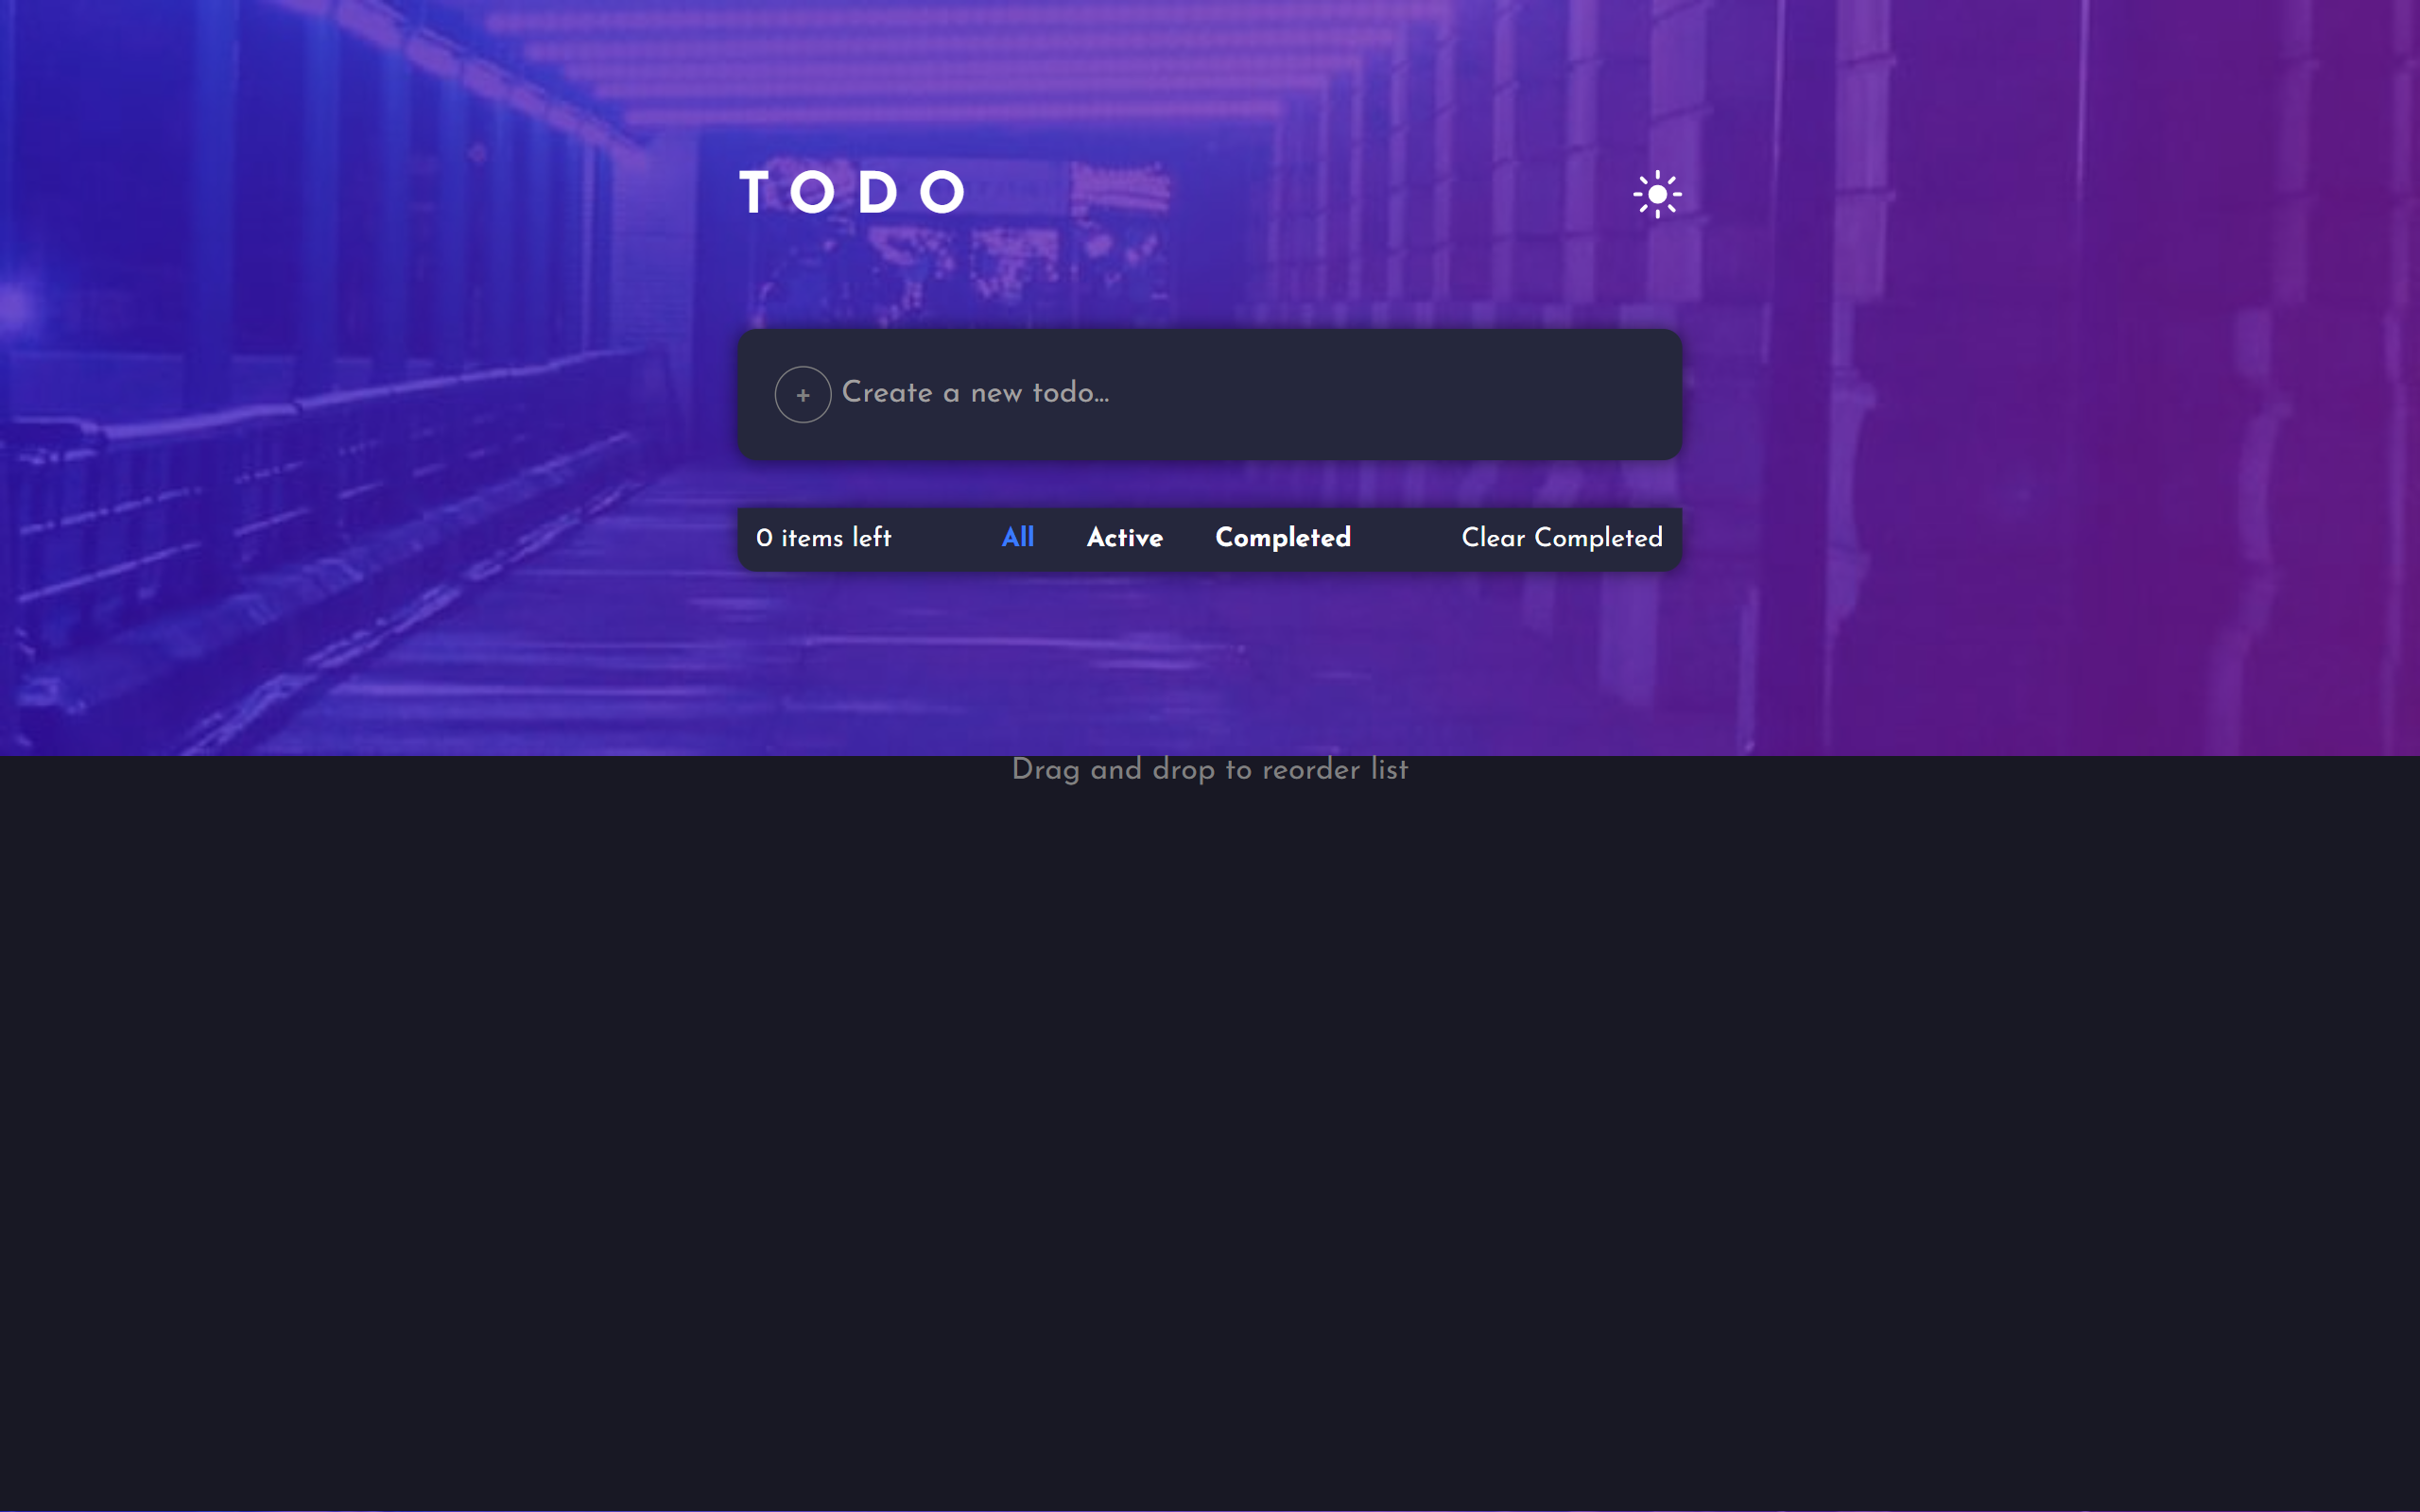 TODO
+ Create a new todo...
0 items left All Active Completed Clear Completed
Drag and drop to reorder list